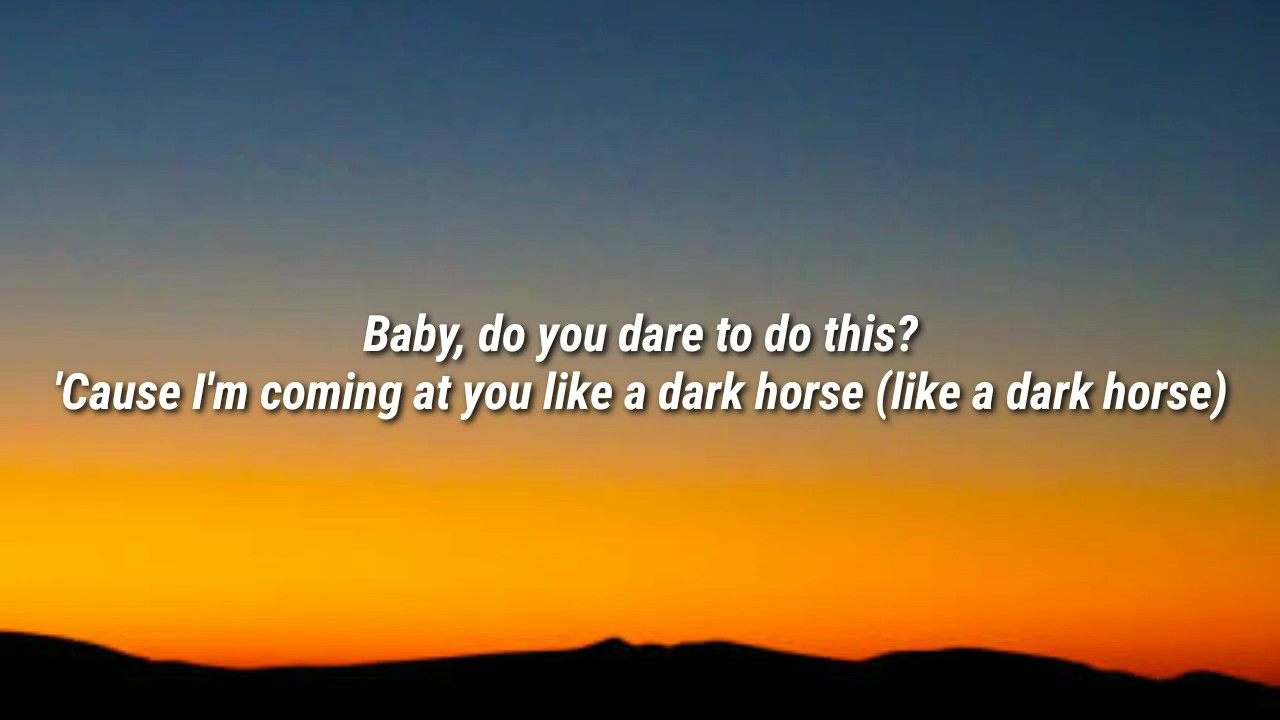 Baby, do you dare to do this?
'Cause I'm coming at you like a dark horse (like a dark horse)